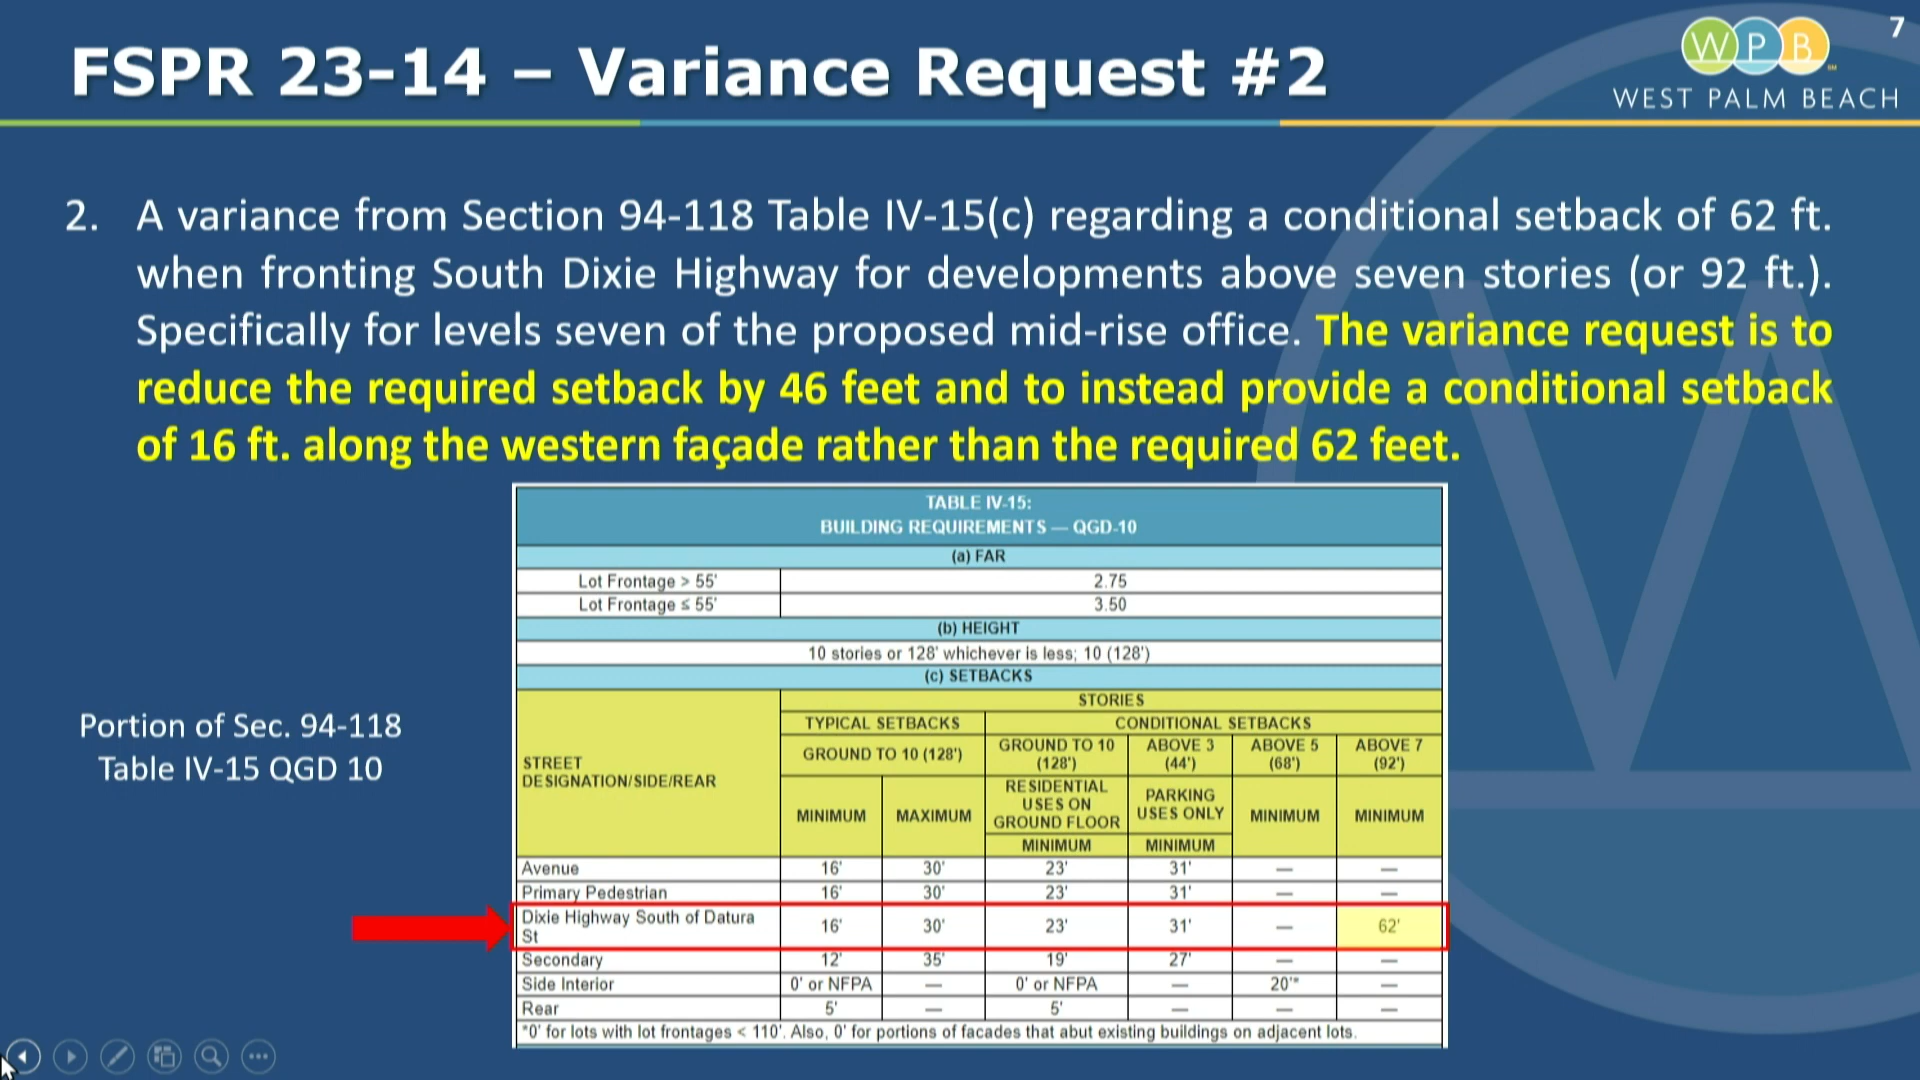 7
FSPR 23-14 – Variance Request #2
WPB
WEST PALM BEACH
2. A variance from Section 94-118 Table IV-15(c) regarding a conditional setback of 62 ft.
when fronting South Dixie Highway for developments above seven stories (or 92 ft.).
Specifically for levels seven of the proposed mid-rise office. The variance request is to
reduce the required setback by 46 feet and to instead provide a conditional setback
of 16 ft. along the western façade rather than the required 62 feet.
Portion of Sec. 94-118
Table IV-15 QGD 10
TABLE IV-15:
BUILDING REQUIREMENTS — QGD-10
(a) FAR
Lot Frontage > 55' 2.75
Lot Frontage ≤ 55' 3.50
(b) HEIGHT
10 stories or 128' whichever is less; 10 (128')
(c) SETBACKS
STREET
DESIGNATION/SIDE/REAR
STORIES
TYPICAL SETBACKS CONDITIONAL SETBACKS
GROUND TO 10 (128')
GROUND TO 10
(128')
ABOVE 3
(44')
ABOVE 5
(68')
ABOVE 7
(92')
MINIMUM
MAXIMUM
RESIDENTIAL
USES ON
GROUND FLOOR
MINIMUM
PARKING
USES ONLY
MINIMUM
MINIMUM
MINIMUM
Avenue 16' 30' 23' 31' — —
Primary Pedestrian 16' 30' 23' 31' — —
Dixie Highway South of Datura
St 16' 30' 23' 31' — 62'
Secondary 12' 35' 19' 27' — —
Side Interior 0' or NFPA — 0' or NFPA — 20'* —
Rear 5' — 5' — — —
*0' for lots with lot frontages < 110'. Also, 0' for portions of facades that abut existing buildings on adjacent lots.